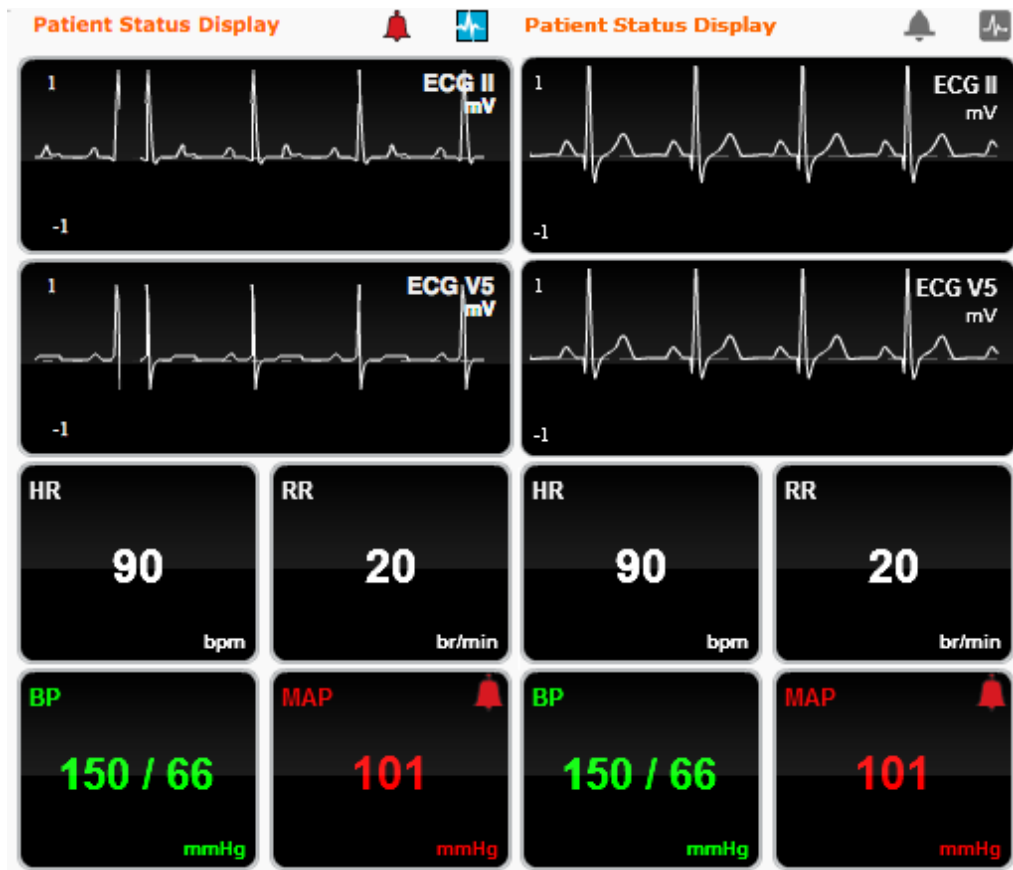 Patient Status Display
1
ECG II
mV
-1
1
ECG V5
mV
-1
HR
90
bpm
RR
20
br/min
BP
150 / 66
mmHg
MAP
101
mmHg
Patient Status Display
1
ECG II
mV
-1
1
ECG V5
mV
-1
HR
90
bpm
RR
20
br/min
BP
150 / 66
mmHg
MAP
101
mmHg